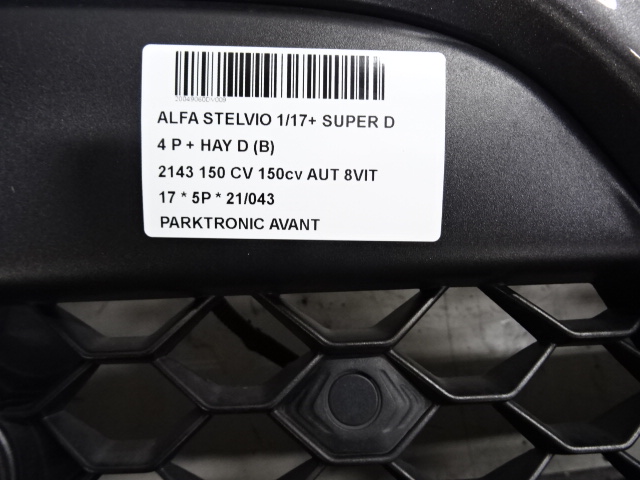 ALFA STELVIO 1/17+ SUPER D
4 P + HAY D (B)
2143 150 CV 150cv AUT 8VIT
17 * 5P * 21/043
PARKTRONIC AVANT